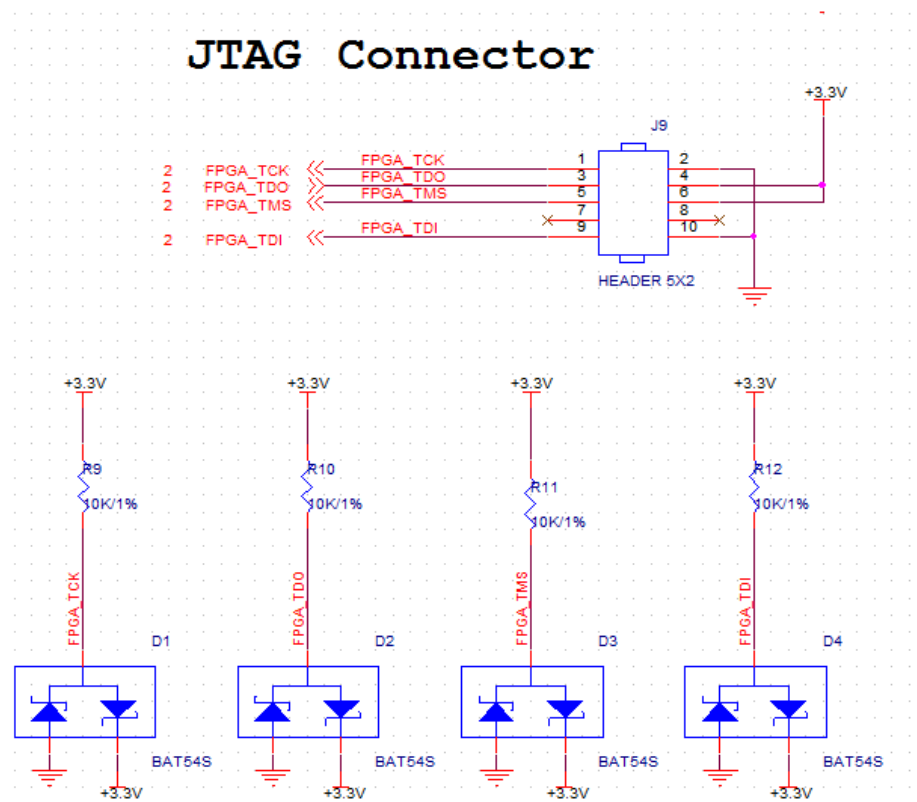 JTAG Connector
+3.3V
J9
2 FPGA_TCK FPGA_TCK 1 2
2 FPGA_TDO FPGA_TDO 3 4
2 FPGA_TMS FPGA_TMS 5 6
7 8
2 FPGA_TDI FPGA_TDI 9 10
HEADER 5X2
+3.3V +3.3V +3.3V +3.3V
R9 R10 R11 R12
10K/1% 10K/1% 10K/1% 10K/1%
FPGA_TCK FPGA_TDO FPGA_TMS FPGA_TDI
D1 D2 D3 D4
BAT54S BAT54S BAT54S BAT54S
+3.3V +3.3V +3.3V +3.3V